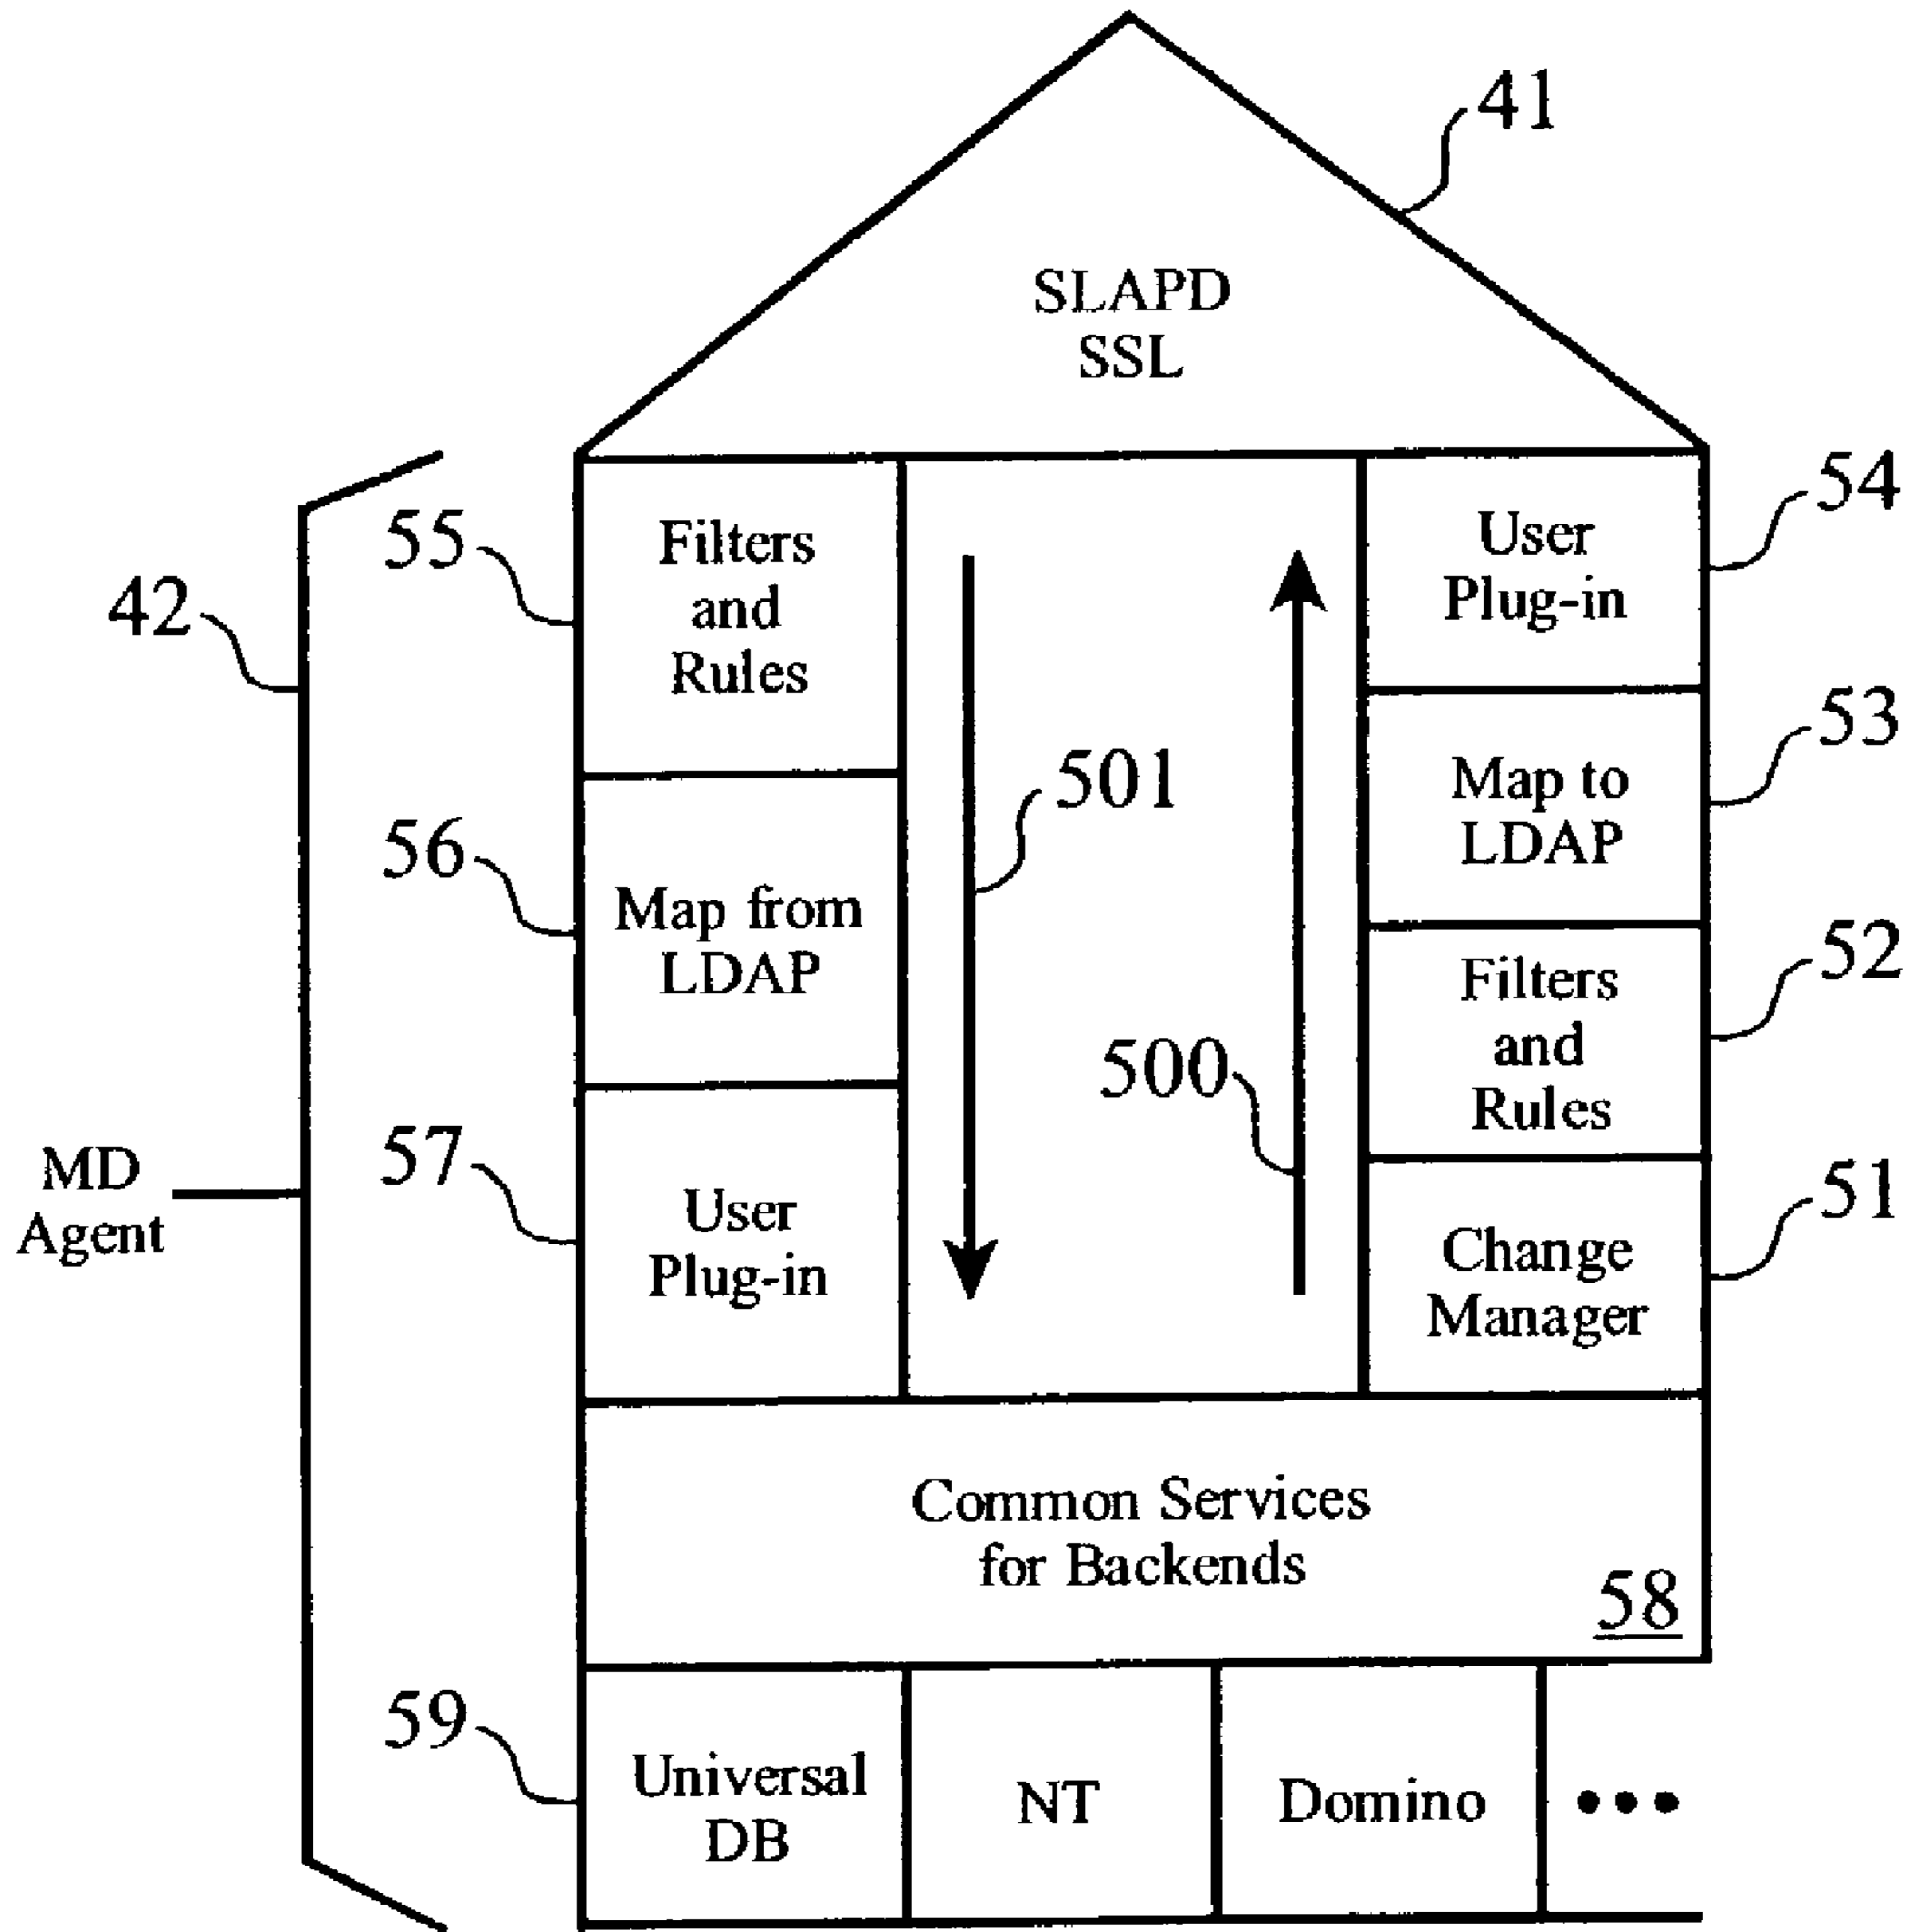 41
SLAPD
SSL
42
MD
Agent
55
Filters
and
Rules
56
Map from
LDAP
57
User
Plug-in
501
500
54
User
Plug-in
53
Map to
LDAP
52
Filters
and
Rules
51
Change
Manager
Common Services
for Backends
58
59
Universal
DB
NT
Domino
•••